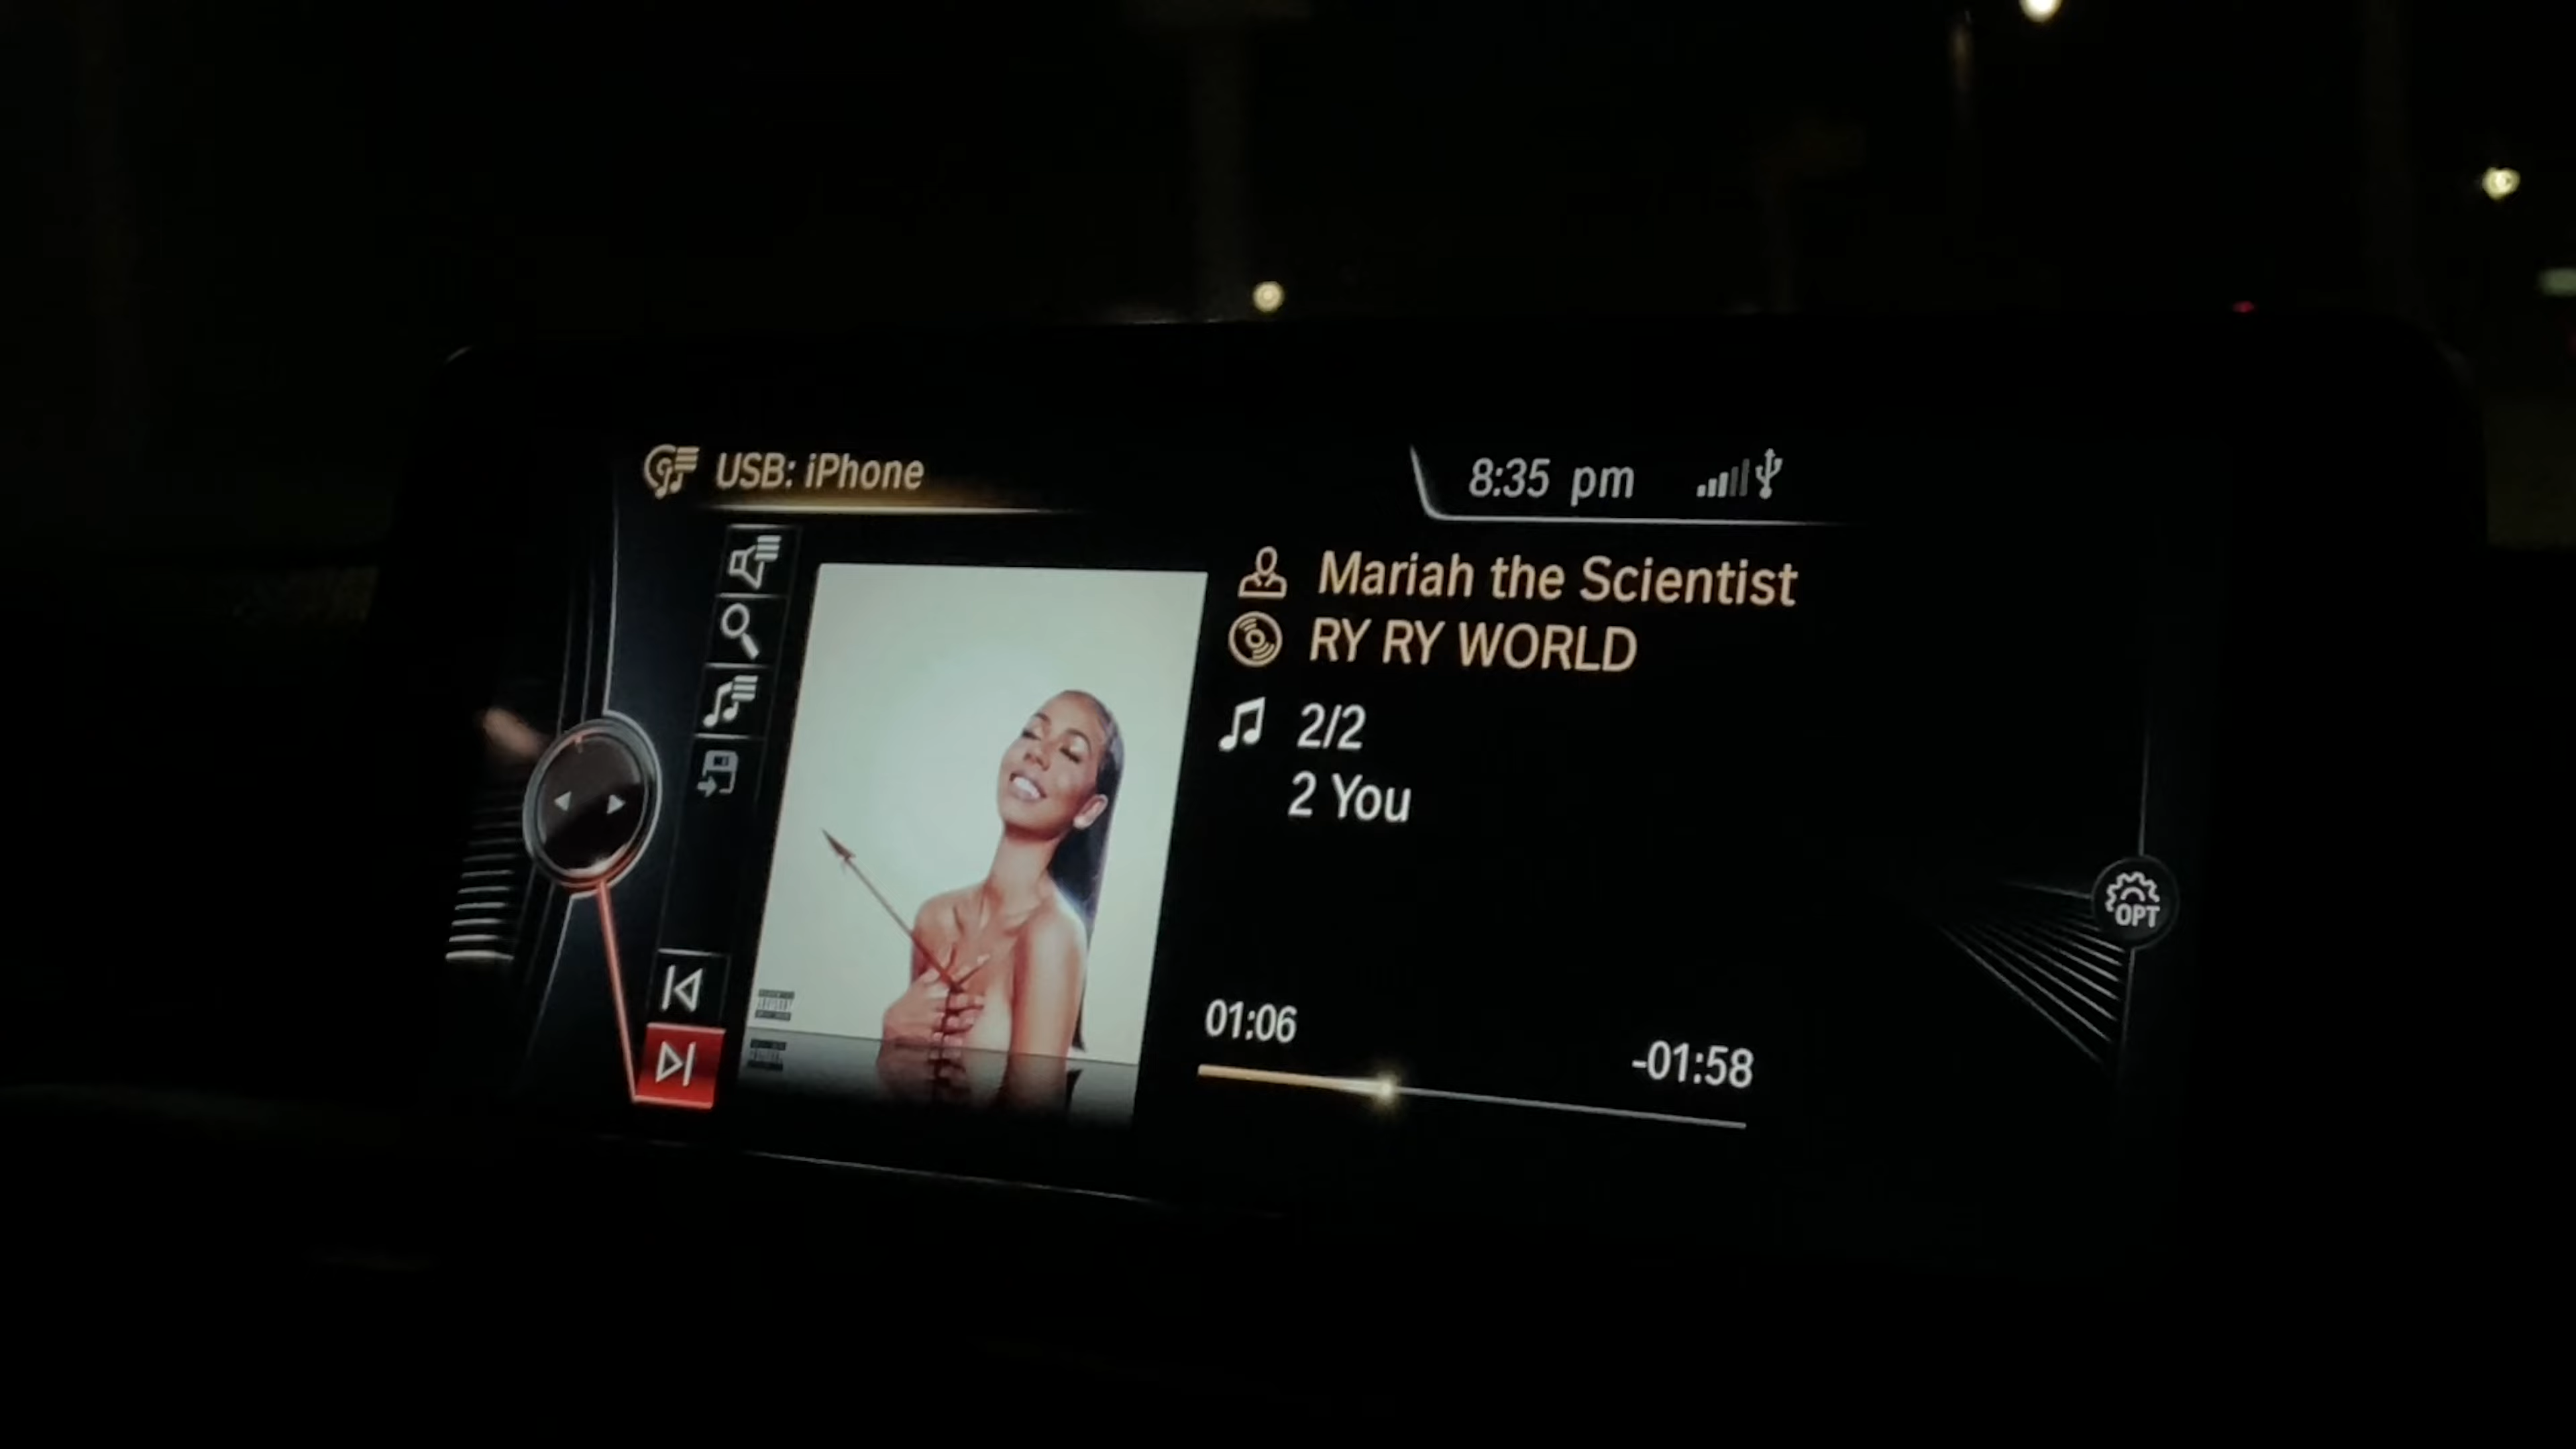 USB: iPhone
8:35 pm
Mariah the Scientist
RY RY WORLD
2/2
2 You
01:06
-01:58
OPT